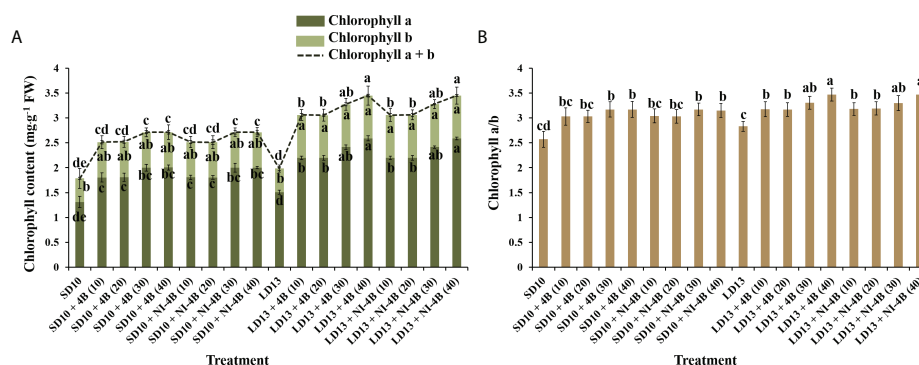 A
Chlorophyll a
Chlorophyll b
Chlorophyll a + b
Chlorophyll content (mg·g-1 FW)
4
3.5
3
2.5
2
1.5
1
0.5
0
de cd cd c c cd cd c c d b b ab a b b ab a
b ab ab ab ab ab ab ab ab b a a a a a a a a
de c c bc bc c c bc bc d b b ab a b b ab a
SD10
SD10 + 4B (10)
SD10 + 4B (20)
SD10 + 4B (30)
SD10 + 4B (40)
SD10 + NI-4B (10)
SD10 + NI-4B (20)
SD10 + NI-4B (30)
SD10 + NI-4B (40)
LD13
LD13 + 4B (10)
LD13 + 4B (20)
LD13 + 4B (30)
LD13 + 4B (40)
LD13 + NI-4B (10)
LD13 + NI-4B (20)
LD13 + NI-4B (30)
LD13 + NI-4B (40)
Treatment
B
Chlorophyll a/b
4
3.5
3
2.5
2
1.5
1
0.5
0
cd bc bc b b bc bc b b c b b ab a b b ab a
SD10
SD10 + 4B (10)
SD10 + 4B (20)
SD10 + 4B (30)
SD10 + 4B (40)
SD10 + NI-4B (10)
SD10 + NI-4B (20)
SD10 + NI-4B (30)
SD10 + NI-4B (40)
LD13
LD13 + 4B (10)
LD13 + 4B (20)
LD13 + 4B (30)
LD13 + 4B (40)
LD13 + NI-4B (10)
LD13 + NI-4B (20)
LD13 + NI-4B (30)
LD13 + NI-4B (40)
Treatment